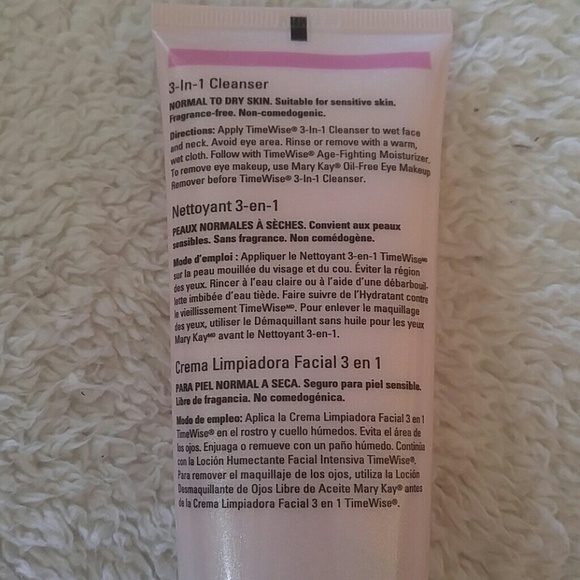 3-In-1 Cleanser
NORMAL TO DRY SKIN. Suitable for sensitive skin.
Fragrance-free. Non-comedogenic.
Directions: Apply TimeWise® 3-In-1 Cleanser to wet face
and neck. Avoid eye area. Rinse or remove with a warm,
wet cloth. Follow with TimeWise® Age-Fighting Moisturizer.
To remove eye makeup, use Mary Kay® Oil-Free Eye Makeup
Remover before TimeWise® 3-In-1 Cleanser.
Nettoyant 3-en-1
PEAUX NORMALES À SÈCHES. Convient aux peaux
sensibles. Sans fragrance. Non comédogène.
Mode d'emploi : Appliquer le Nettoyant 3-en-1 TimeWiseᴹᴰ
sur la peau mouillée du visage et du cou. Éviter la région
des yeux. Rincer à l'eau claire ou à l'aide d'une débarbouil-
lette imbibée d'eau tiède. Faire suivre de l'Hydratant contre
le vieillissement TimeWiseᴹᴰ. Pour enlever le maquillage
des yeux, utiliser le Démaquillant sans huile pour les yeux
Mary Kayᴹᴰ avant le Nettoyant 3-en-1.
Crema Limpiadora Facial 3 en 1
PARA PIEL NORMAL A SECA. Seguro para piel sensible.
Libre de fragancia. No comedogénica.
Modo de empleo: Aplica la Crema Limpiadora Facial 3 en 1
TimeWise® en el rostro y cuello húmedos. Evita el área de
los ojos. Enjuaga o remueve con un paño húmedo. Continúa
con la Loción Humectante Facial Intensiva TimeWise®.
Para remover el maquillaje de los ojos, utiliza la Loción
Desmaquillante de Ojos Libre de Aceite Mary Kay® antes
de la Crema Limpiadora Facial 3 en 1 TimeWise®.